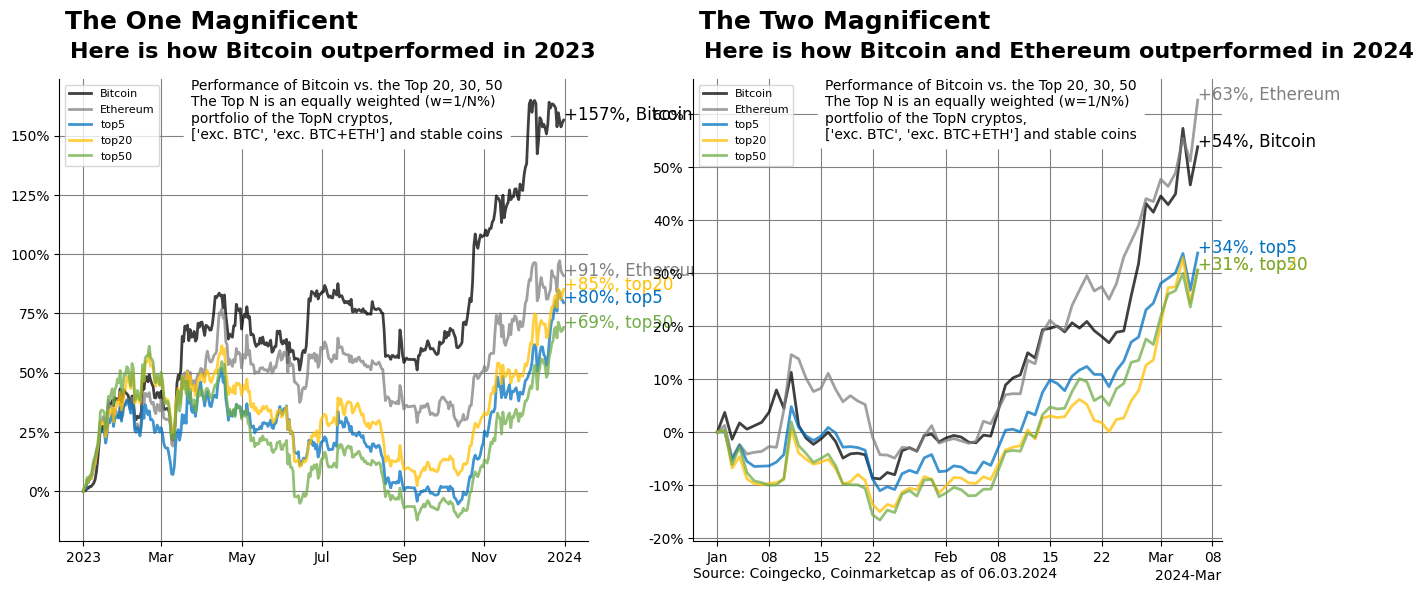 The One Magnificent
Here is how Bitcoin outperformed in 2023
Performance of Bitcoin vs. the Top 20, 30, 50
The Top N is an equally weighted (w=1/N%)
portfolio of the TopN cryptos,
['exc. BTC', 'exc. BTC+ETH'] and stable coins
Bitcoin
Ethereum
top5
top20
top50
150%
125%
100%
75%
50%
25%
0%
+157%, Bitcoin
+91%, Ethereum
+85%, top20
+80%, top5
+69%, top50
2023
Mar
May
Jul
Sep
Nov
2024
The Two Magnificent
Here is how Bitcoin and Ethereum outperformed in 2024
Performance of Bitcoin vs. the Top 20, 30, 50
The Top N is an equally weighted (w=1/N%)
portfolio of the TopN cryptos,
['exc. BTC', 'exc. BTC+ETH'] and stable coins
Bitcoin
Ethereum
top5
top20
top50
60%
50%
40%
30%
20%
10%
0%
-10%
-20%
+63%, Ethereum
+54%, Bitcoin
+34%, top5
+31%, top50
Jan
08
15
22
Feb
08
15
22
Mar
08
2024-Mar
Source: Coingecko, Coinmarketcap as of 06.03.2024